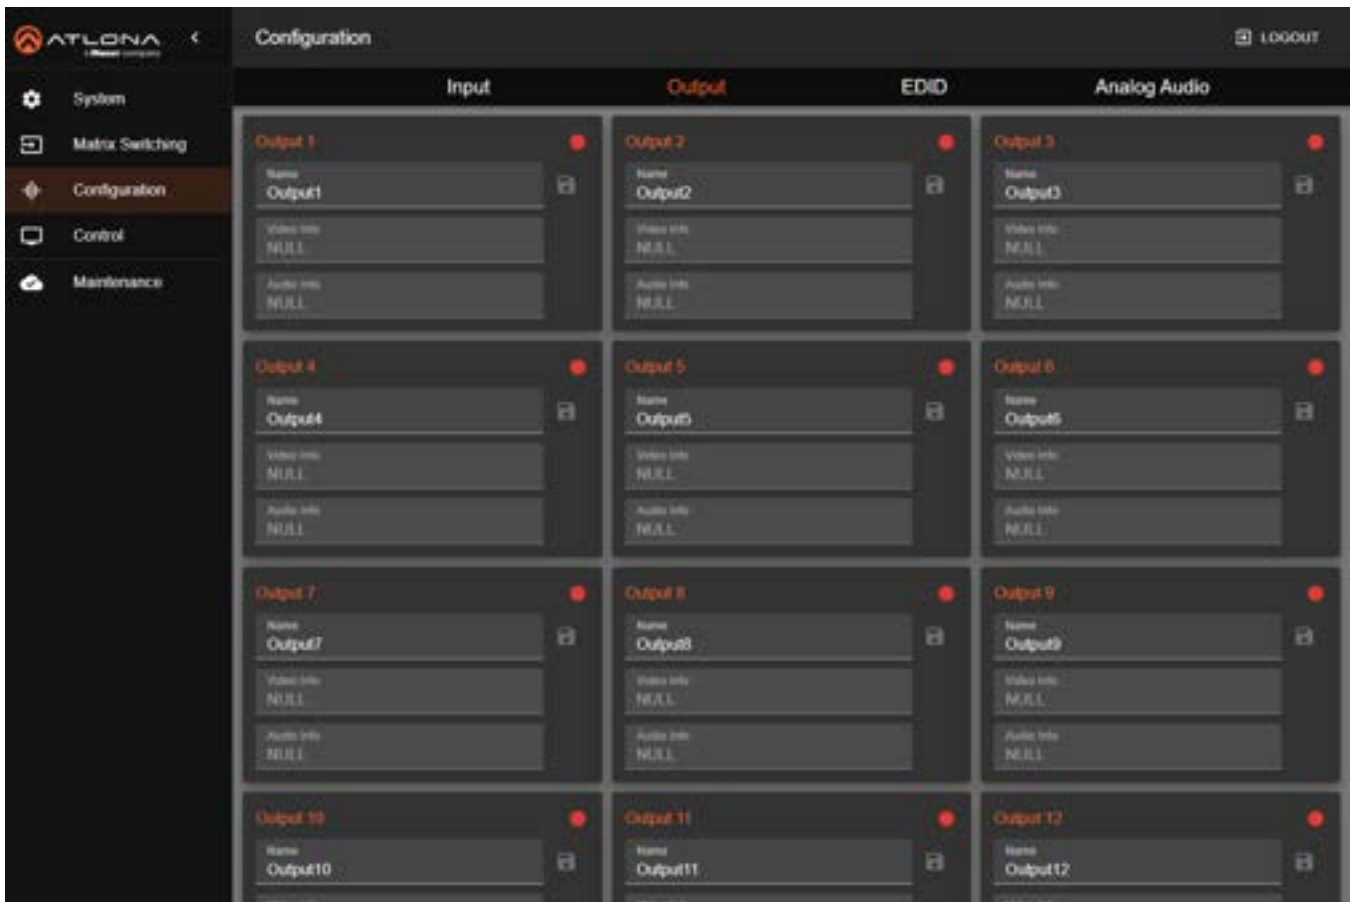 ATLONA
Configuration
LOGOUT
System
Matrix Switching
Configuration
Control
Maintenance
Input Output EDID Analog Audio
Output 1
Name
Output1
Video Info
NULL
Audio Info
NULL
Output 2
Name
Output2
Video Info
NULL
Audio Info
NULL
Output 3
Name
Output3
Video Info
NULL
Audio Info
NULL
Output 4
Name
Output4
Video Info
NULL
Audio Info
NULL
Output 5
Name
Output5
Video Info
NULL
Audio Info
NULL
Output 6
Name
Output6
Video Info
NULL
Audio Info
NULL
Output 7
Name
Output7
Video Info
NULL
Audio Info
NULL
Output 8
Name
Output8
Video Info
NULL
Audio Info
NULL
Output 9
Name
Output9
Video Info
NULL
Audio Info
NULL
Output 10
Name
Output10
Output 11
Name
Output11
Output 12
Name
Output12